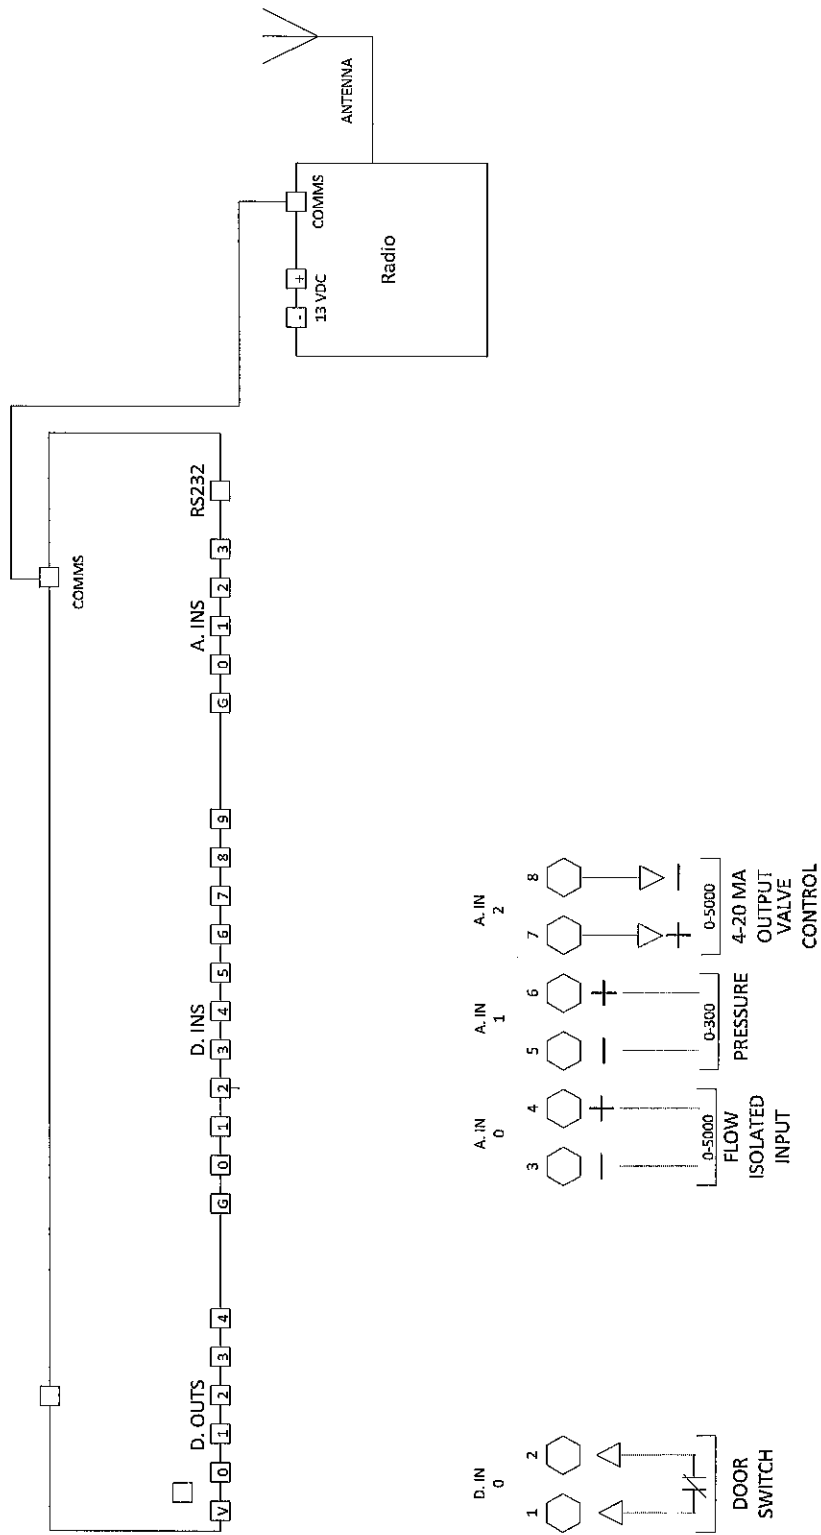 ANTENNA
COMMS
- +
13 VDC
Radio
COMMS
D. OUTS
D. INS
A. INS
RS232
V 0 1 2 3 4
G 0 1 2 3 4 5 6 7 8 9
G 0 1 2 3
D. IN
0
A. IN
0
A. IN
1
A. IN
2
1 2
3 4 5 6 7 8
0-5000
0-300
0-5000
DOOR
SWITCH
FLOW
ISOLATED
INPUT
PRESSURE
4-20 MA
OUTPUT
VALVE
CONTROL